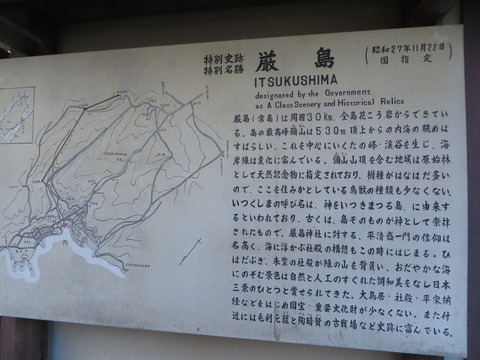 特別史跡
特別名勝
厳島
(昭和27年11月22日
国指定)
ITSUKUSHIMA
designated by the Government
as A Class Scenery and Historical Relics
厳島(宮島)は周囲30km、全島花こう岩からできてい
る。島の最高峰彌山は530m頂上からの内海の眺めは
すばらしい。これを中心にいくたの峰・渓谷を生じ、海
岸線は変化に富んでいる。彌山山頂を含む地域は原始林
として天然記念物に指定されており、樹種がはなはだ多い
ので、ここを住みかとしている鳥獣の種類も少なくない。
いつくしまの呼び名は、神をいつきまつる島、に由来す
るといわれており、古くは、島そのものが神として崇拝
されたもので、厳島神社に対する、平清盛一門の信仰は
名高く、海に浮かぶ社殿の構想もこの時にはじまる。ひ
はだぶき、朱塗の社殿が緑の山を背負い、おだやかな海
にのぞむ景色は自然と人工のすぐれた調和美をなし日本
三景のひとつと賞せられてきた。大鳥居・社殿・平家納
経などをはじめ国宝・重要文化財が少なくない。また付
近には毛利元就と陶晴賢の古戦場など史跡に富んでいる。